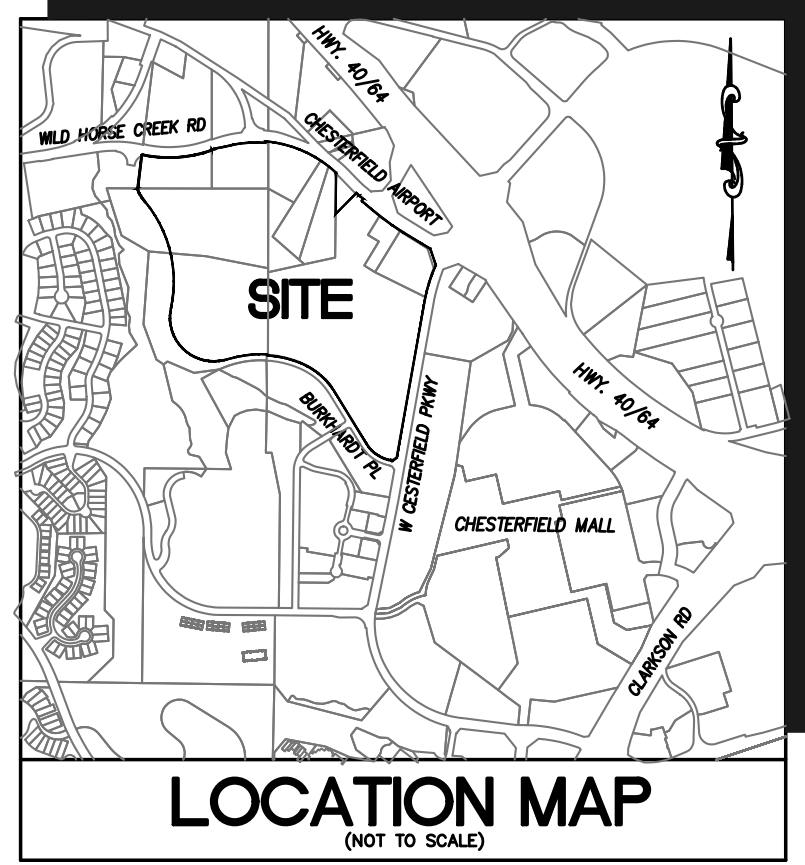 HWY. 40/64
WILD HORSE CREEK RD
CHESTERFIELD AIRPORT
SITE
HWY. 40/64
BURKHARDT PL
W CESTERFIELD PKWY
CHESTERFIELD MALL
CLARKSON RD
LOCATION MAP
(NOT TO SCALE)